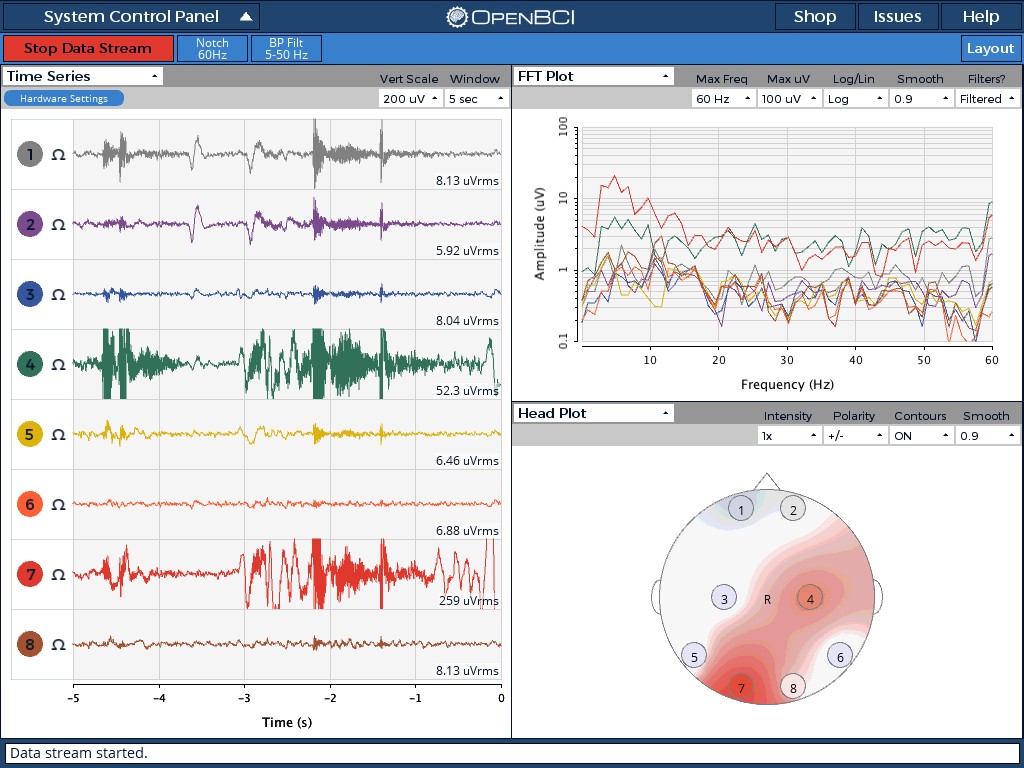 System Control Panel
OpenBCI
Shop
Issues
Help
Stop Data Stream
Notch
60Hz
BP Filt
5-50 Hz
Layout
Time Series
Vert Scale
Window
Hardware Settings
200 uV
5 sec
1 Ω
8.13 uVrms
2 Ω
5.92 uVrms
3 Ω
8.04 uVrms
4 Ω
52.3 uVrms
5 Ω
6.46 uVrms
6 Ω
6.88 uVrms
7 Ω
259 uVrms
8 Ω
8.13 uVrms
-5 -4 -3 -2 -1 0
Time (s)
FFT Plot
Max Freq
Max uV
Log/Lin
Smooth
Filters?
60 Hz
100 uV
Log
0.9
Filtered
Amplitude (uV)
100
10
1
0.1
10 20 30 40 50 60
Frequency (Hz)
Head Plot
Intensity
Polarity
Contours
Smooth
1x
+/-
ON
0.9
1 2
3 R 4
5 6
7 8
Data stream started.